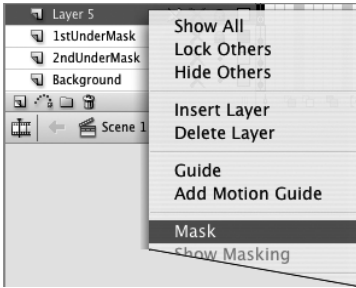 Layer 5
1stUnderMask
2ndUnderMask
Background
Scene 1
Show All
Lock Others
Hide Others
Insert Layer
Delete Layer
Guide
Add Motion Guide
Mask
Show Masking